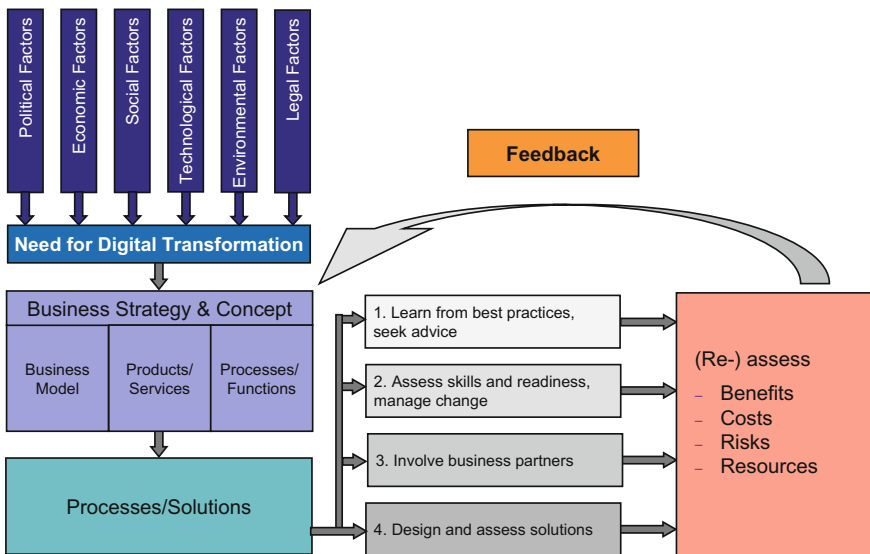 Political Factors
Economic Factors
Social Factors
Technological Factors
Environmental Factors
Legal Factors
Feedback
Need for Digital Transformation
Business Strategy & Concept
Business
Model
Products/
Services
Processes/
Functions
Processes/Solutions
1. Learn from best practices,
seek advice
2. Assess skills and readiness,
manage change
3. Involve business partners
4. Design and assess solutions
(Re-) assess
– Benefits
– Costs
– Risks
– Resources